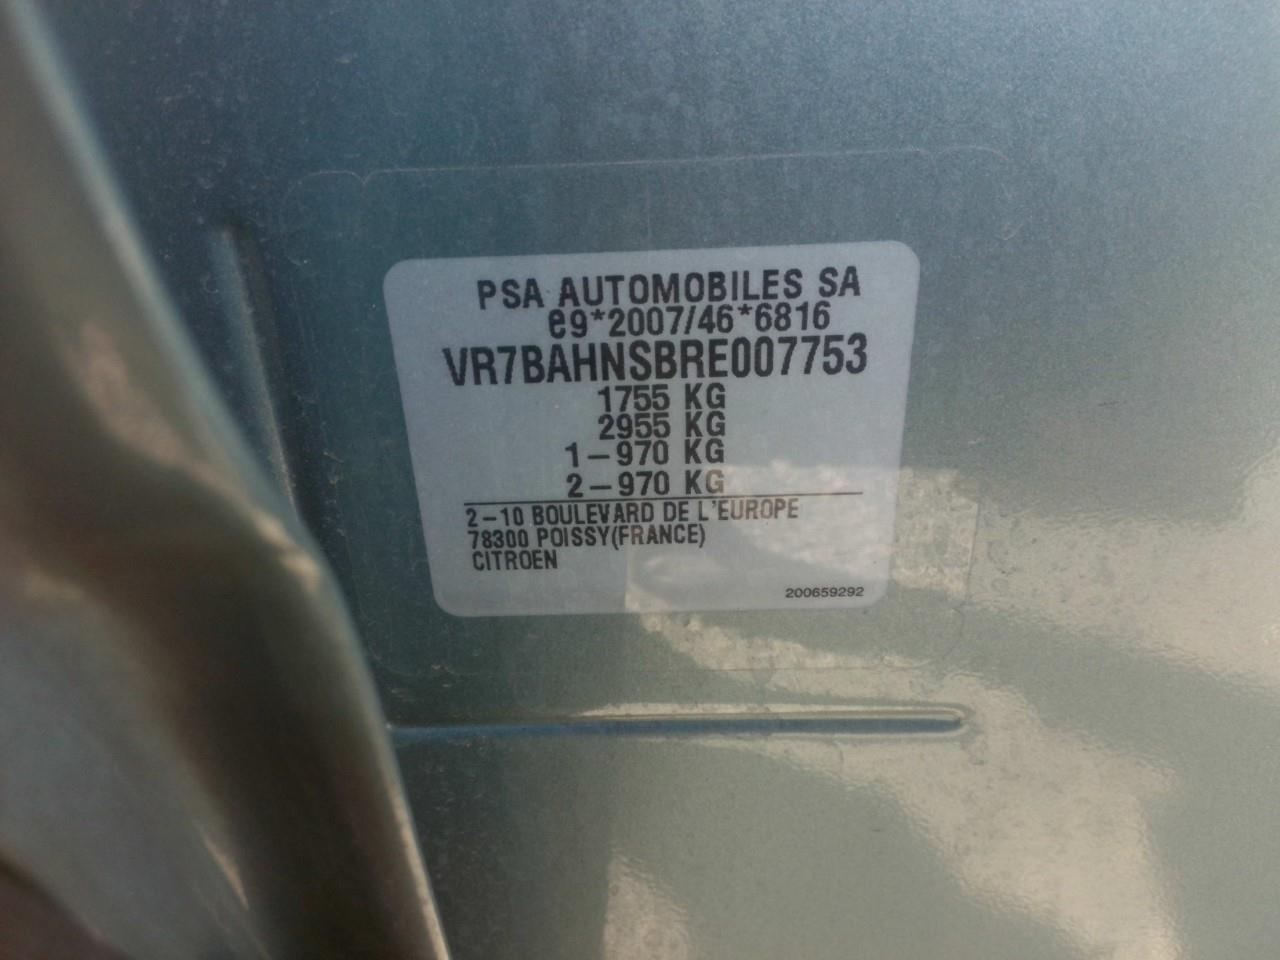 PSA AUTOMOBILES SA
e9*2007/46*6816
VR7BAHNSBRE007753
1755 KG
2955 KG
1-970 KG
2-970 KG
2-10 BOULEVARD DE L'EUROPE
78300 POISSY(FRANCE)
CITROEN
200659292